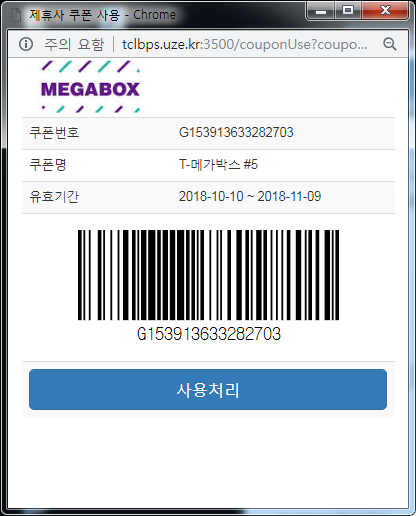 제휴사 쿠폰 사용 - Chrome
주의 요함 | tclbps.uze.kr:3500/couponUse?coupo...
MEGABOX
쿠폰번호 G153913633282703
쿠폰명 T-메가박스 #5
유효기간 2018-10-10 ~ 2018-11-09
G153913633282703
사용처리